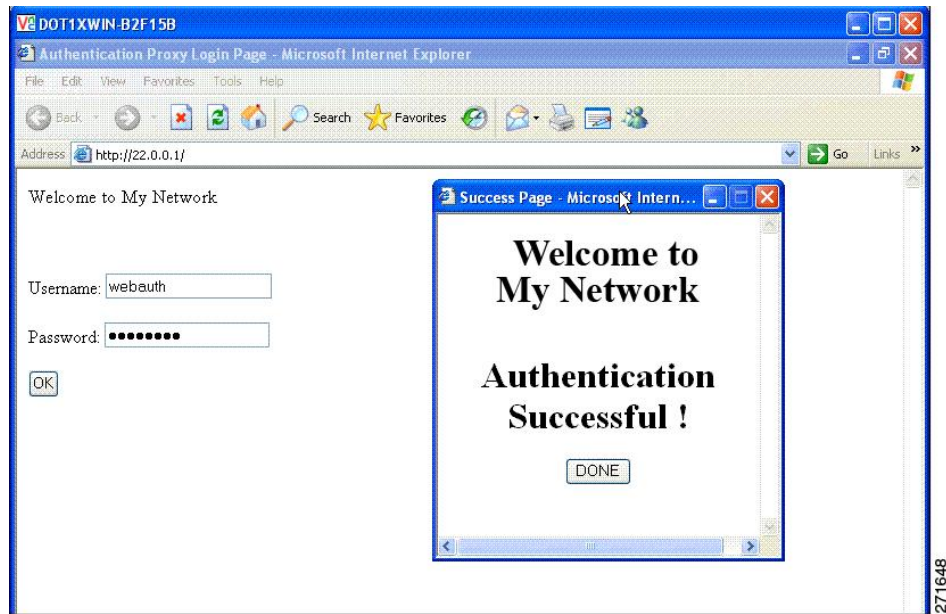 DOT1XWIN-B2F15B
Authentication Proxy Login Page - Microsoft Internet Explorer
File Edit View Favorites Tools Help
Back Search Favorites
Address http://22.0.0.1/ Go Links »
Welcome to My Network
Username: webauth
Password: ••••••••
OK
Success Page - Microsoft Intern...
Welcome to
My Network
Authentication
Successful !
DONE
271648